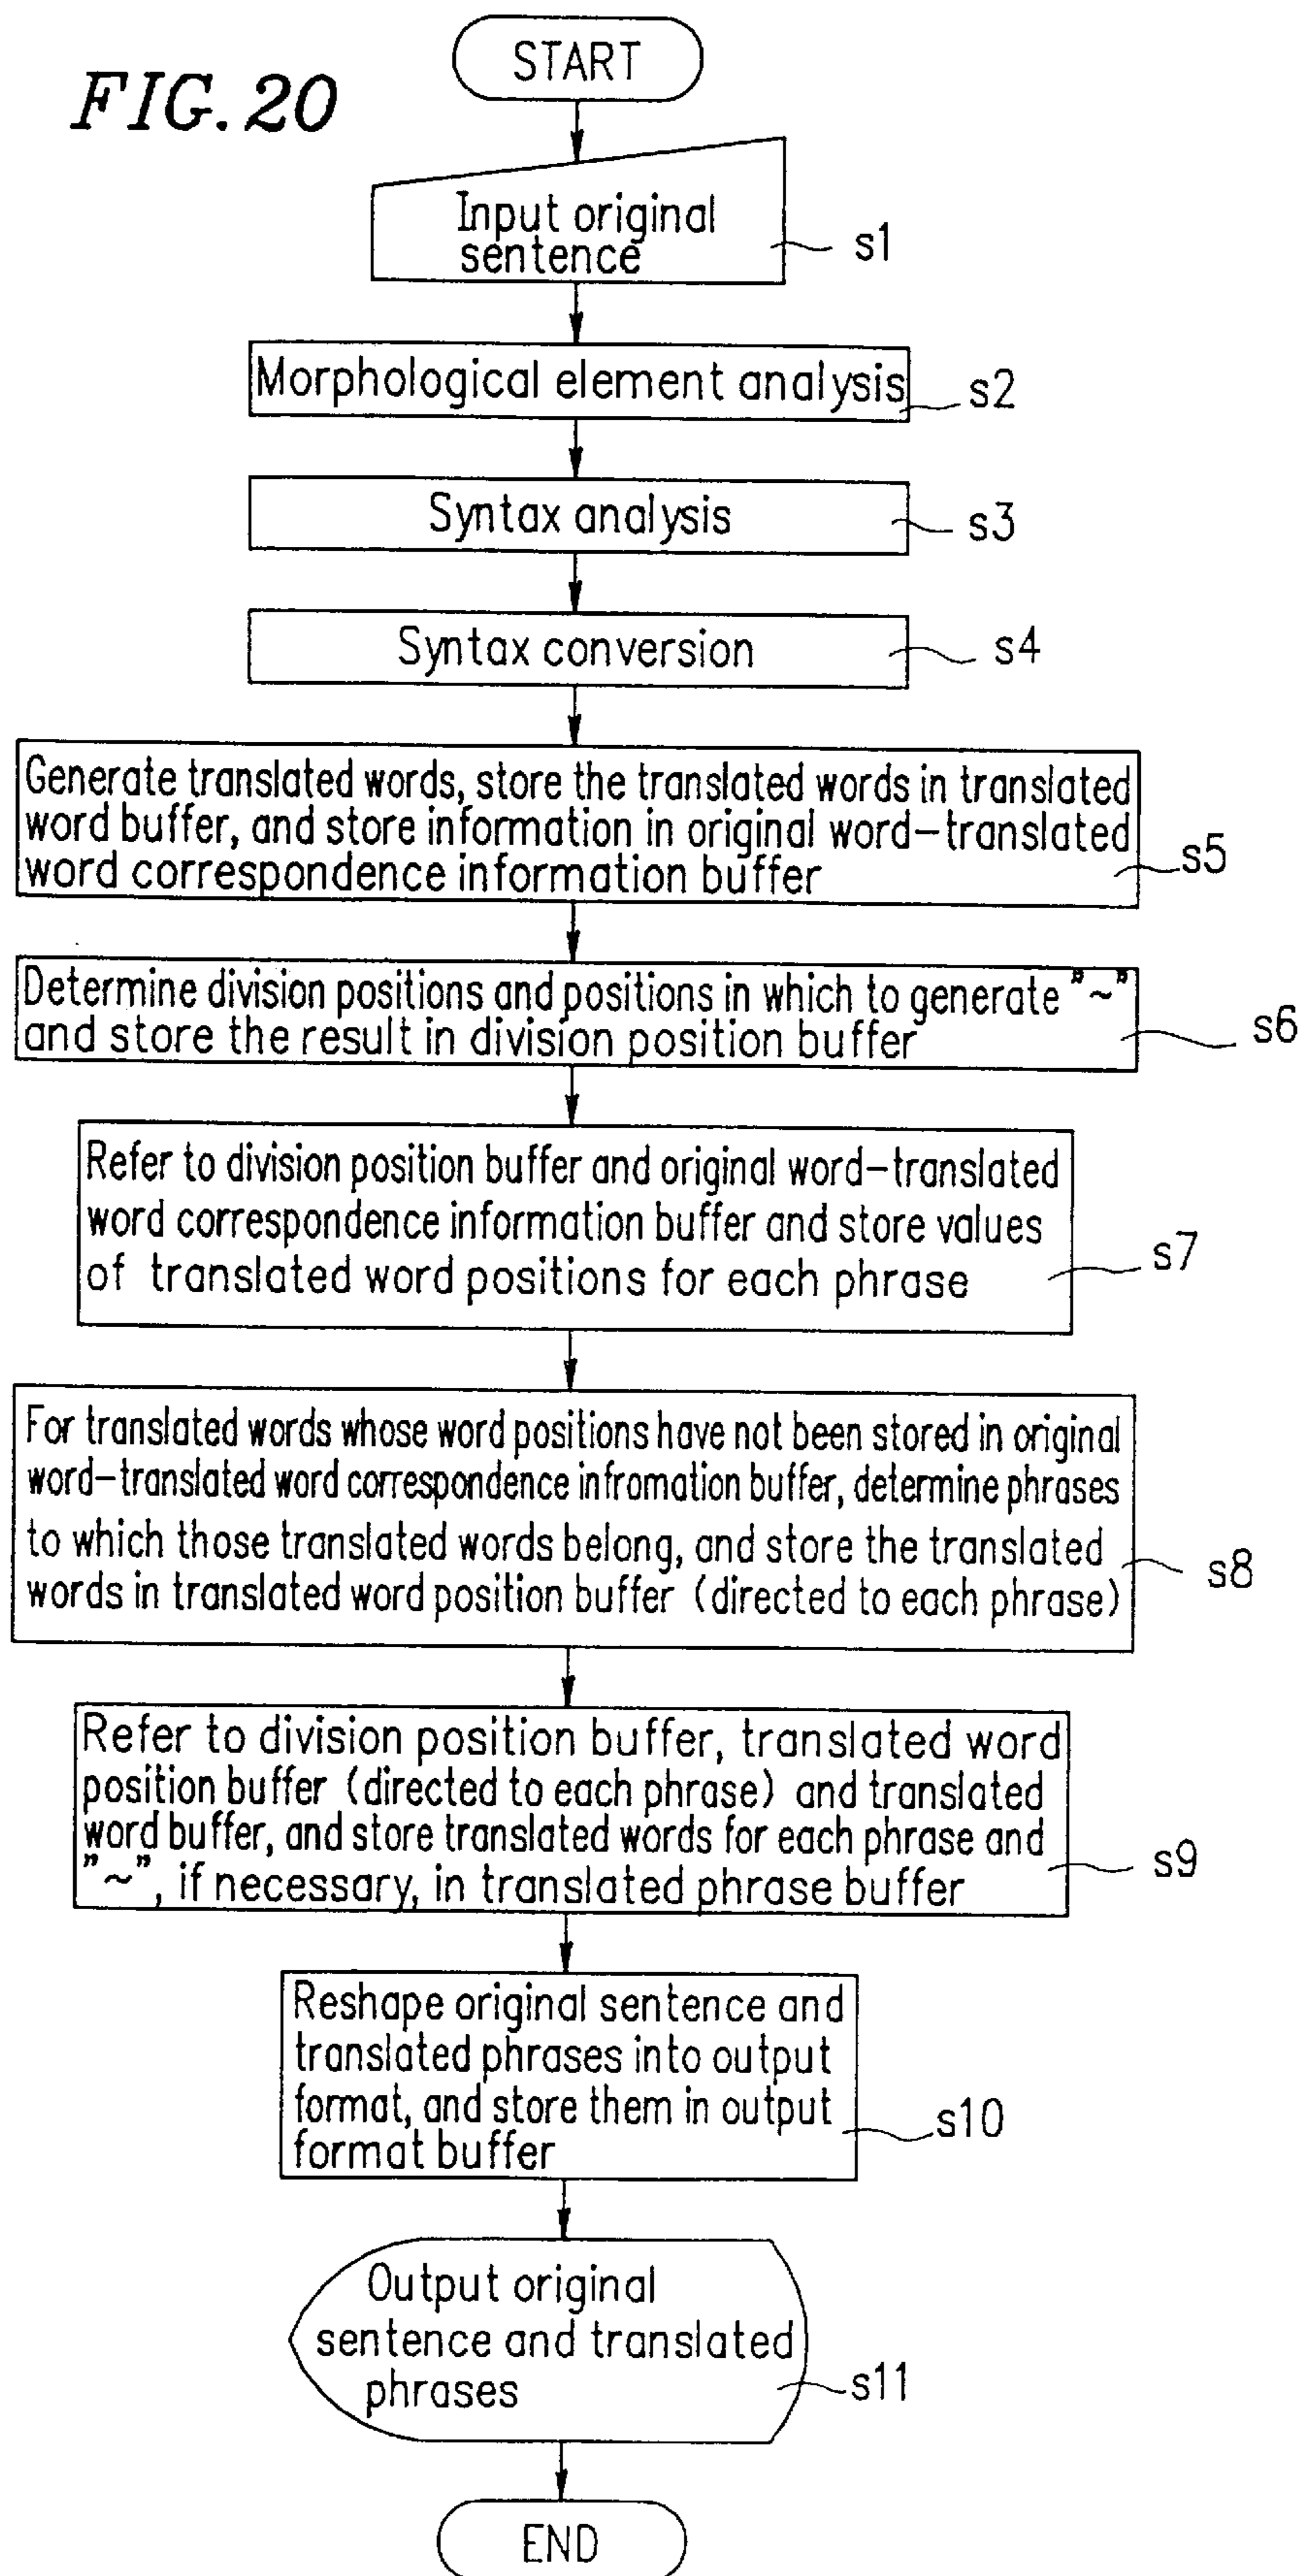 FIG. 20
START
Input original
sentence
s1
Morphological element analysis
s2
Syntax analysis
s3
Syntax conversion
s4
Generate translated words, store the translated words in translated
word buffer, and store information in original word-translated
word correspondence information buffer
s5
Determine division positions and positions in which to generate "~"
and store the result in division position buffer
s6
Refer to division position buffer and original word-translated
word correspondence information buffer and store values
of translated word positions for each phrase
s7
For translated words whose word positions have not been stored in original
word-translated word correspondence infromation buffer, determine phrases
to which those translated words belong, and store the translated
words in translated word position buffer (directed to each phrase)
s8
Refer to division position buffer, translated word
position buffer (directed to each phrase) and translated
word buffer, and store translated words for each phrase and
"~", if necessary, in translated phrase buffer
s9
Reshape original sentence and
translated phrases into output
format, and store them in output
format buffer
s10
Output original
sentence and translated
phrases
s11
END